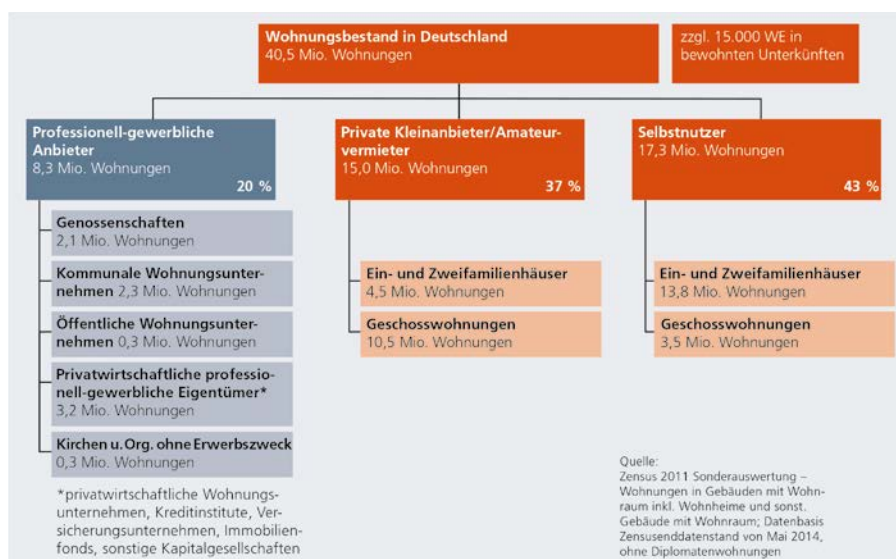 Wohnungsbestand in Deutschland
40,5 Mio. Wohnungen
zzgl. 15.000 WE in
bewohnten Unterkünften
Professionell-gewerbliche
Anbieter
8,3 Mio. Wohnungen
20 %
Private Kleinanbieter/Amateur-
vermieter
15,0 Mio. Wohnungen
37 %
Selbstnutzer
17,3 Mio. Wohnungen
43 %
Genossenschaften
2,1 Mio. Wohnungen
Kommunale Wohnungsunter-
nehmen 2,3 Mio. Wohnungen
Öffentliche Wohnungsunter-
nehmen 0,3 Mio. Wohnungen
Privatwirtschaftliche professio-
nell-gewerbliche Eigentümer*
3,2 Mio. Wohnungen
Kirchen u. Org. ohne Erwerbszweck
0,3 Mio. Wohnungen
Ein- und Zweifamilienhäuser
4,5 Mio. Wohnungen
Geschosswohnungen
10,5 Mio. Wohnungen
Ein- und Zweifamilienhäuser
13,8 Mio. Wohnungen
Geschosswohnungen
3,5 Mio. Wohnungen
*privatwirtschaftliche Wohnungs-
unternehmen, Kreditinstitute, Ver-
sicherungsunternehmen, Immobilien-
fonds, sonstige Kapitalgesellschaften
Quelle:
Zensus 2011 Sonderauswertung –
Wohnungen in Gebäuden mit Wohn-
raum inkl. Wohnheime und sonst.
Gebäude mit Wohnraum; Datenbasis
Zensusenddatenstand von Mai 2014,
ohne Diplomatenwohnungen